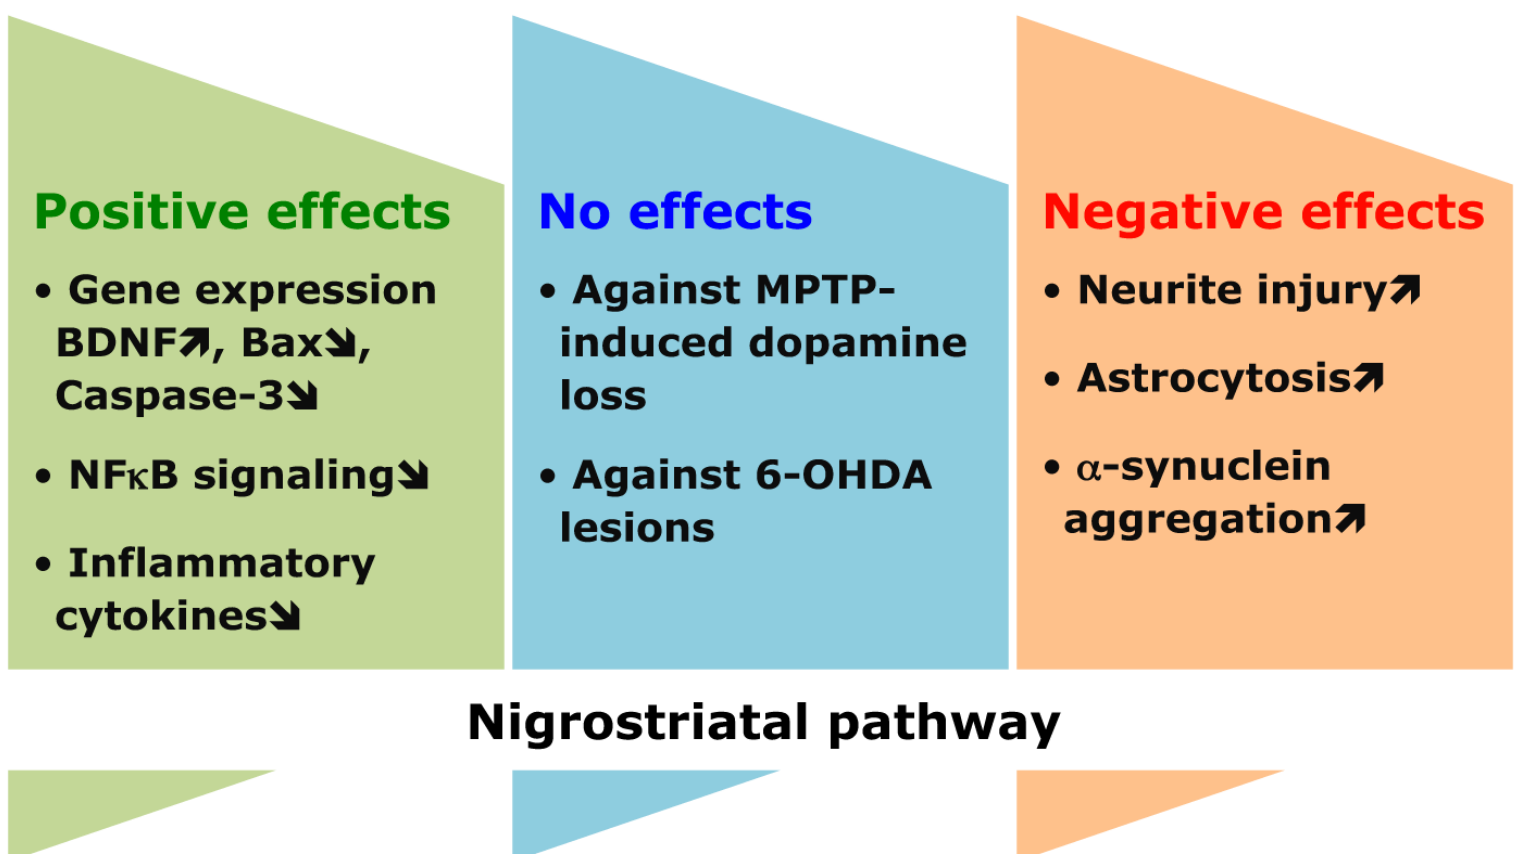 Positive effects
• Gene expression
BDNF⬈, Bax⬊,
Caspase-3⬊
• NFκB signaling⬊
• Inflammatory
cytokines⬊
No effects
• Against MPTP-
induced dopamine
loss
• Against 6-OHDA
lesions
Negative effects
• Neurite injury⬈
• Astrocytosis⬈
• α-synuclein
aggregation⬈
Nigrostriatal pathway